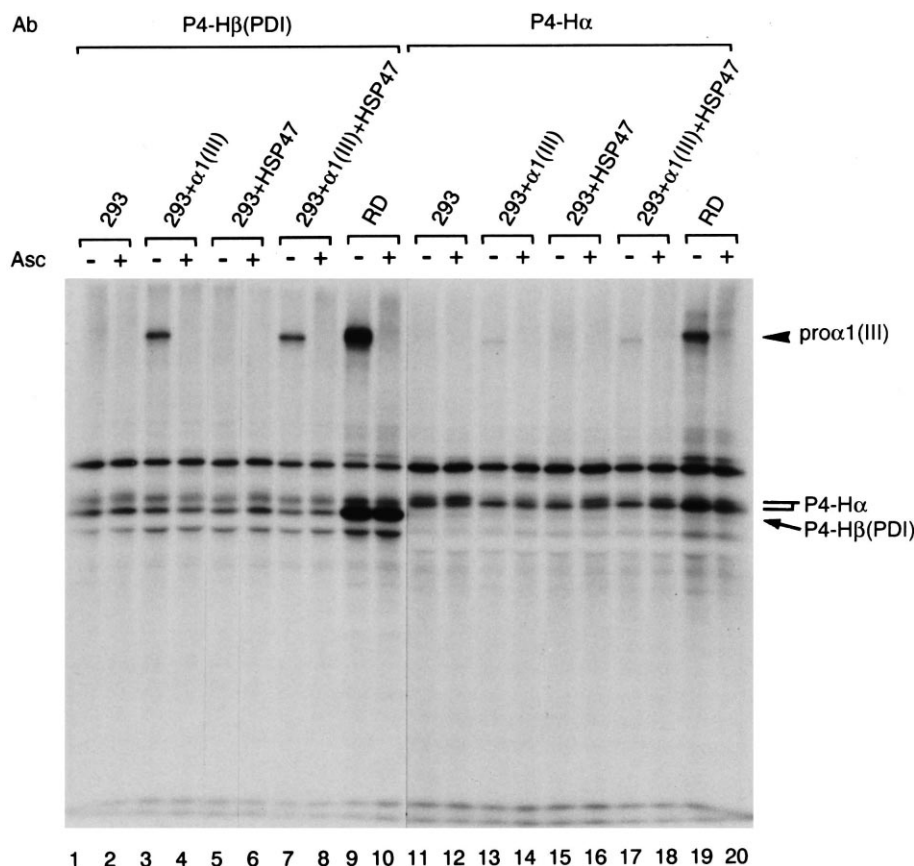 Ab P4-Hβ(PDI) P4-Hα
293 293+α1(III) 293+HSP47 293+α1(III)+HSP47 RD 293 293+α1(III) 293+HSP47 293+α1(III)+HSP47 RD
Asc - + - + - + - + - + - + - + - + - + - +
proα1(III)
P4-Hα
P4-Hβ(PDI)
1 2 3 4 5 6 7 8 9 10 11 12 13 14 15 16 17 18 19 20